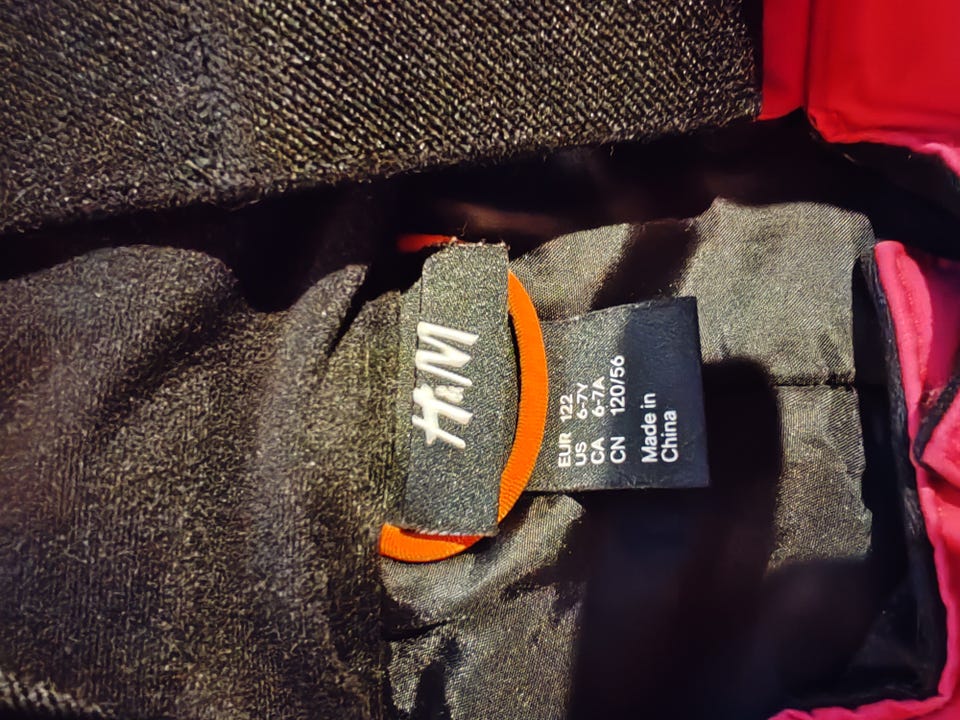 H&M
EUR 122
US 6-7Y
CA 6-7A
CN 120/56
Made in
China